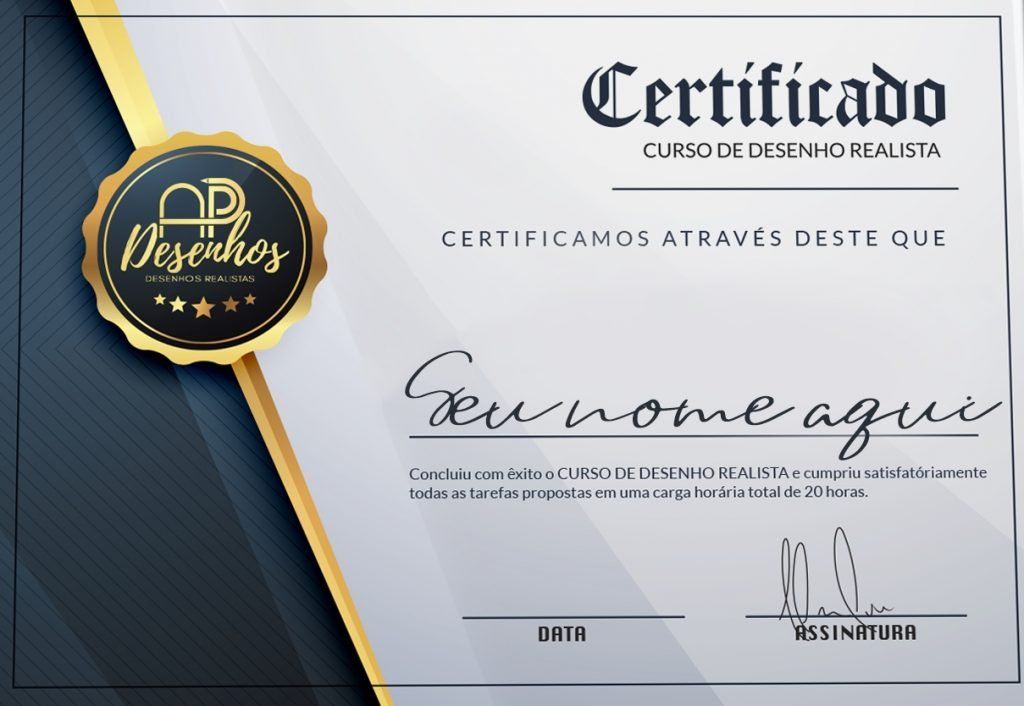 Certificado
CURSO DE DESENHO REALISTA
CERTIFICAMOS ATRAVÉS DESTE QUE
AD
Desenhos
DESENHOS REALISTAS
Seu nome aqui
Concluiu com êxito o CURSO DE DESENHO REALISTA e cumpriu satisfatóriamente
todas as tarefas propostas em uma carga horária total de 20 horas.
DATA
ASSINATURA